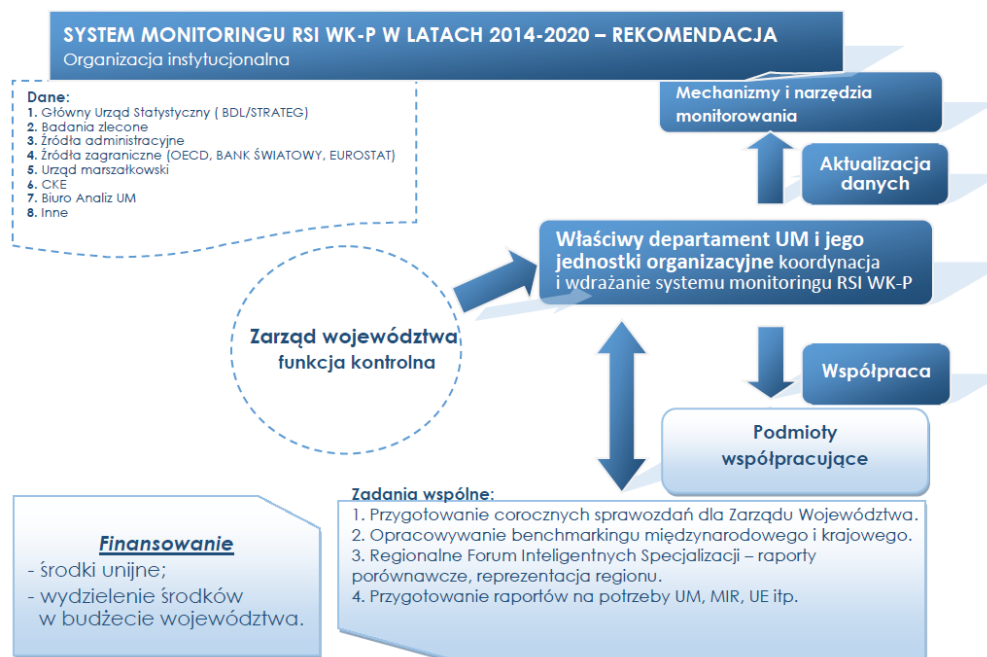 SYSTEM MONITORINGU RSI WK-P W LATACH 2014-2020 – REKOMENDACJA
Organizacja instytucjonalna
Dane:
1. Główny Urząd Statystyczny ( BDL/STRATEG)
2. Badania zlecone
3. Źródła administracyjne
4. Źródła zagraniczne (OECD, BANK ŚWIATOWY, EUROSTAT)
5. Urząd marszałkowski
6. CKE
7. Biuro Analiz UM
8. Inne
Mechanizmy i narzędzia
monitorowania
Aktualizacja
danych
Właściwy departament UM i jego
jednostki organizacyjne koordynacja
i wdrażanie systemu monitoringu RSI WK-P
Zarząd województwa
funkcja kontrolna
Współpraca
Podmioty
współpracujące
Zadania wspólne:
1. Przygotowanie corocznych sprawozdań dla Zarządu Województwa.
2. Opracowywanie benchmarkingu międzynarodowego i krajowego.
3. Regionalne Forum Inteligentnych Specjalizacji – raporty
porównawcze, reprezentacja regionu.
4. Przygotowanie raportów na potrzeby UM, MIR, UE itp.
Finansowanie
- środki unijne;
- wydzielenie środków
w budżecie województwa.